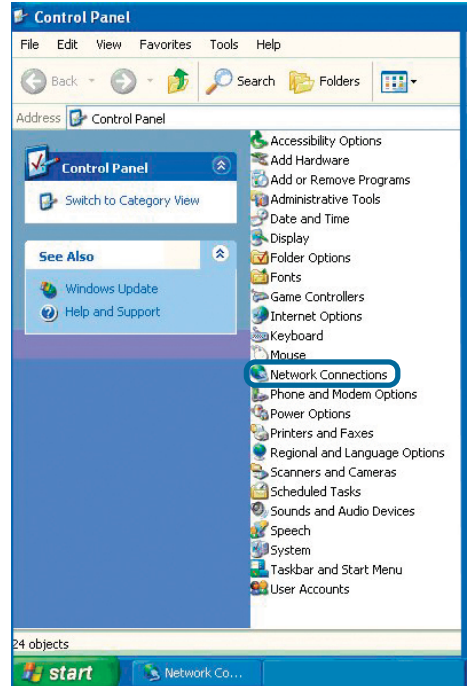 Control Panel
File Edit View Favorites Tools Help
Back Search Folders
Address Control Panel
Control Panel
Switch to Category View
See Also
Windows Update
Help and Support
Accessibility Options
Add Hardware
Add or Remove Programs
Administrative Tools
Date and Time
Display
Folder Options
Fonts
Game Controllers
Internet Options
Keyboard
Mouse
Network Connections
Phone and Modem Options
Power Options
Printers and Faxes
Regional and Language Options
Scanners and Cameras
Scheduled Tasks
Sounds and Audio Devices
Speech
System
Taskbar and Start Menu
User Accounts
24 objects
start Network Co...